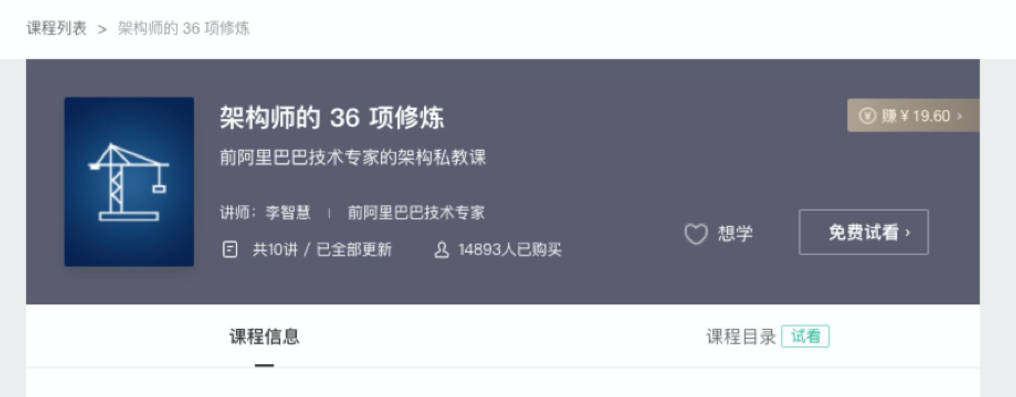 课程列表 > 架构师的 36 项修炼
赚 ¥ 19.60 ›
架构师的 36 项修炼
前阿里巴巴技术专家的架构私教课
讲师：李智慧 | 前阿里巴巴技术专家
共10讲 / 已全部更新 14893人已购买
想学 免费试看 ›
课程信息 课程目录 试看